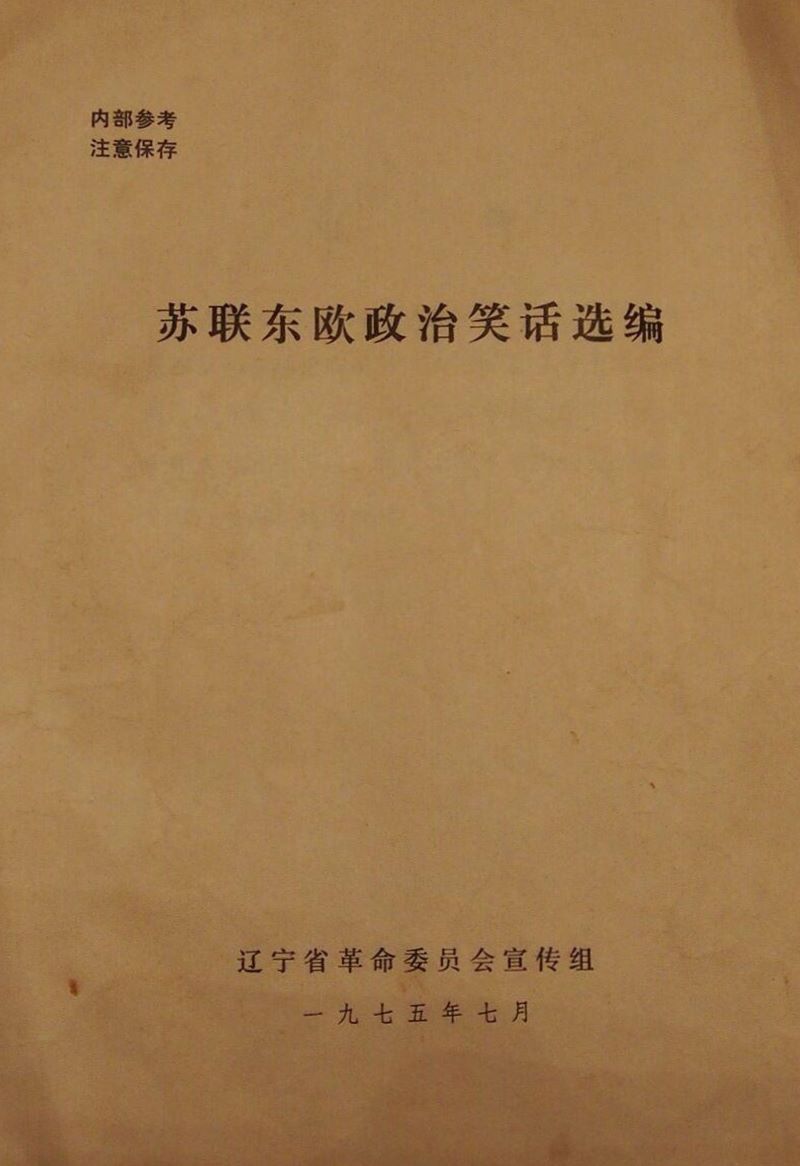 内部参考
注意保存
苏联东欧政治笑话选编
辽宁省革命委员会宣传组
一九七五年七月